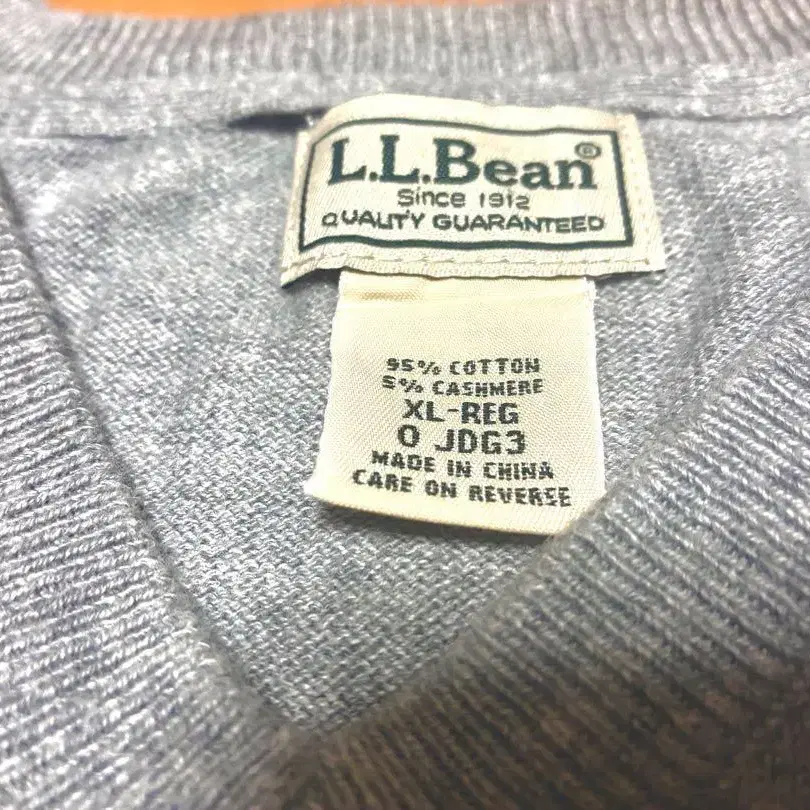 L.L.Bean®
Since 1912
QUALITY GUARANTEED
95% COTTON
5% CASHMERE
XL-REG
0 JDG3
MADE IN CHINA
CARE ON REVERSE